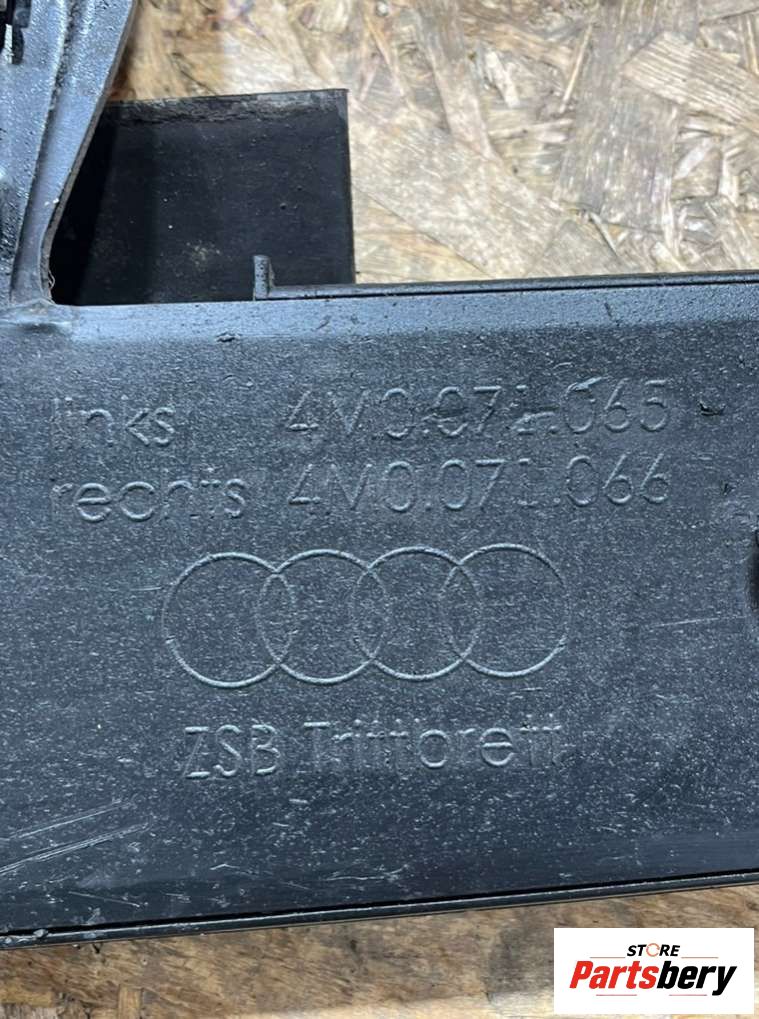 links 4M0.071.065
rechts 4M0.071.066
ZSB Trittbrett
STORE
Partsbery